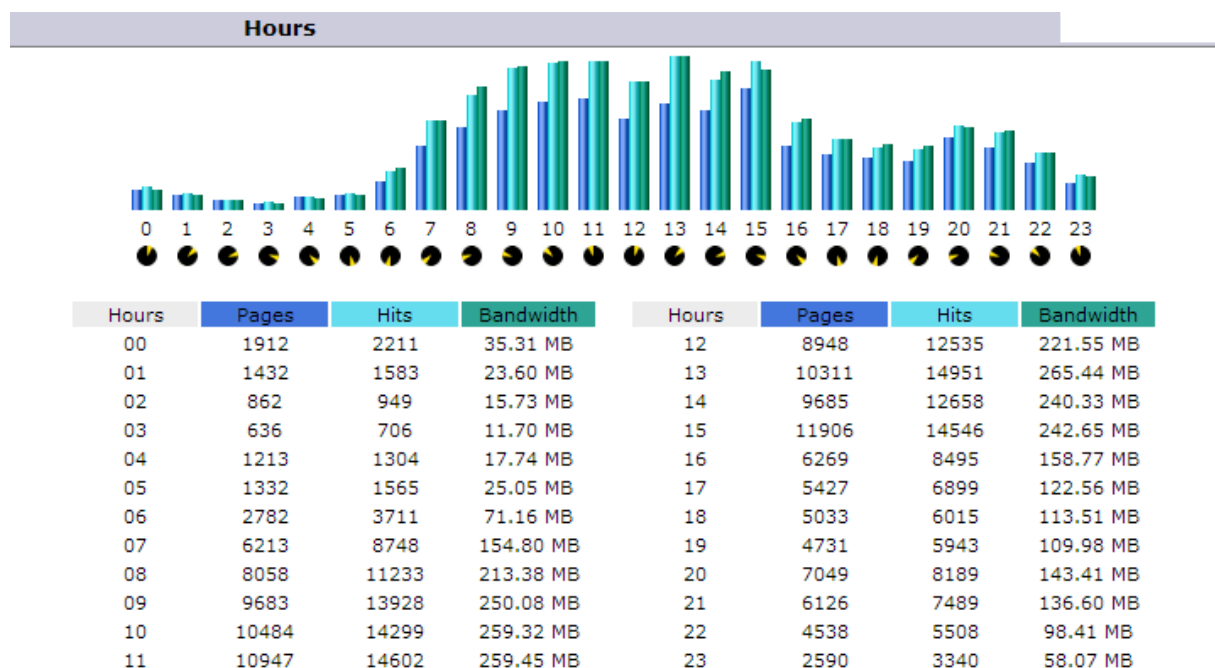 Hours
0 1 2 3 4 5 6 7 8 9 10 11 12 13 14 15 16 17 18 19 20 21 22 23
Hours Pages Hits Bandwidth Hours Pages Hits Bandwidth
00 1912 2211 35.31 MB 12 8948 12535 221.55 MB
01 1432 1583 23.60 MB 13 10311 14951 265.44 MB
02 862 949 15.73 MB 14 9685 12658 240.33 MB
03 636 706 11.70 MB 15 11906 14546 242.65 MB
04 1213 1304 17.74 MB 16 6269 8495 158.77 MB
05 1332 1565 25.05 MB 17 5427 6899 122.56 MB
06 2782 3711 71.16 MB 18 5033 6015 113.51 MB
07 6213 8748 154.80 MB 19 4731 5943 109.98 MB
08 8058 11233 213.38 MB 20 7049 8189 143.41 MB
09 9683 13928 250.08 MB 21 6126 7489 136.60 MB
10 10484 14299 259.32 MB 22 4538 5508 98.41 MB
11 10947 14602 259.45 MB 23 2590 3340 58.07 MB